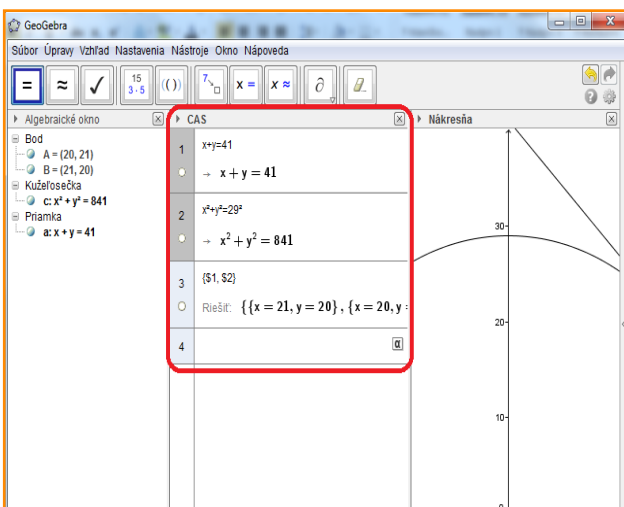 GeoGebra
Súbor Úpravy Vzhľad Nastavenia Nástroje Okno Nápoveda
= ≈ ✓ 15 3·5 (( )) 7 x = x ≈ ∂
Algebraické okno
CAS
Nákresňa
Bod
A = (20, 21)
B = (21, 20)
Kužeľosečka
c: x² + y² = 841
Priamka
a: x + y = 41
1
x+y=41
→ x + y = 41
2
x²+y²=29²
→ x² + y² = 841
3
{$1, $2}
Riešiť: {{x = 21, y = 20} , {x = 20, y =
4
α
30
20
10
0